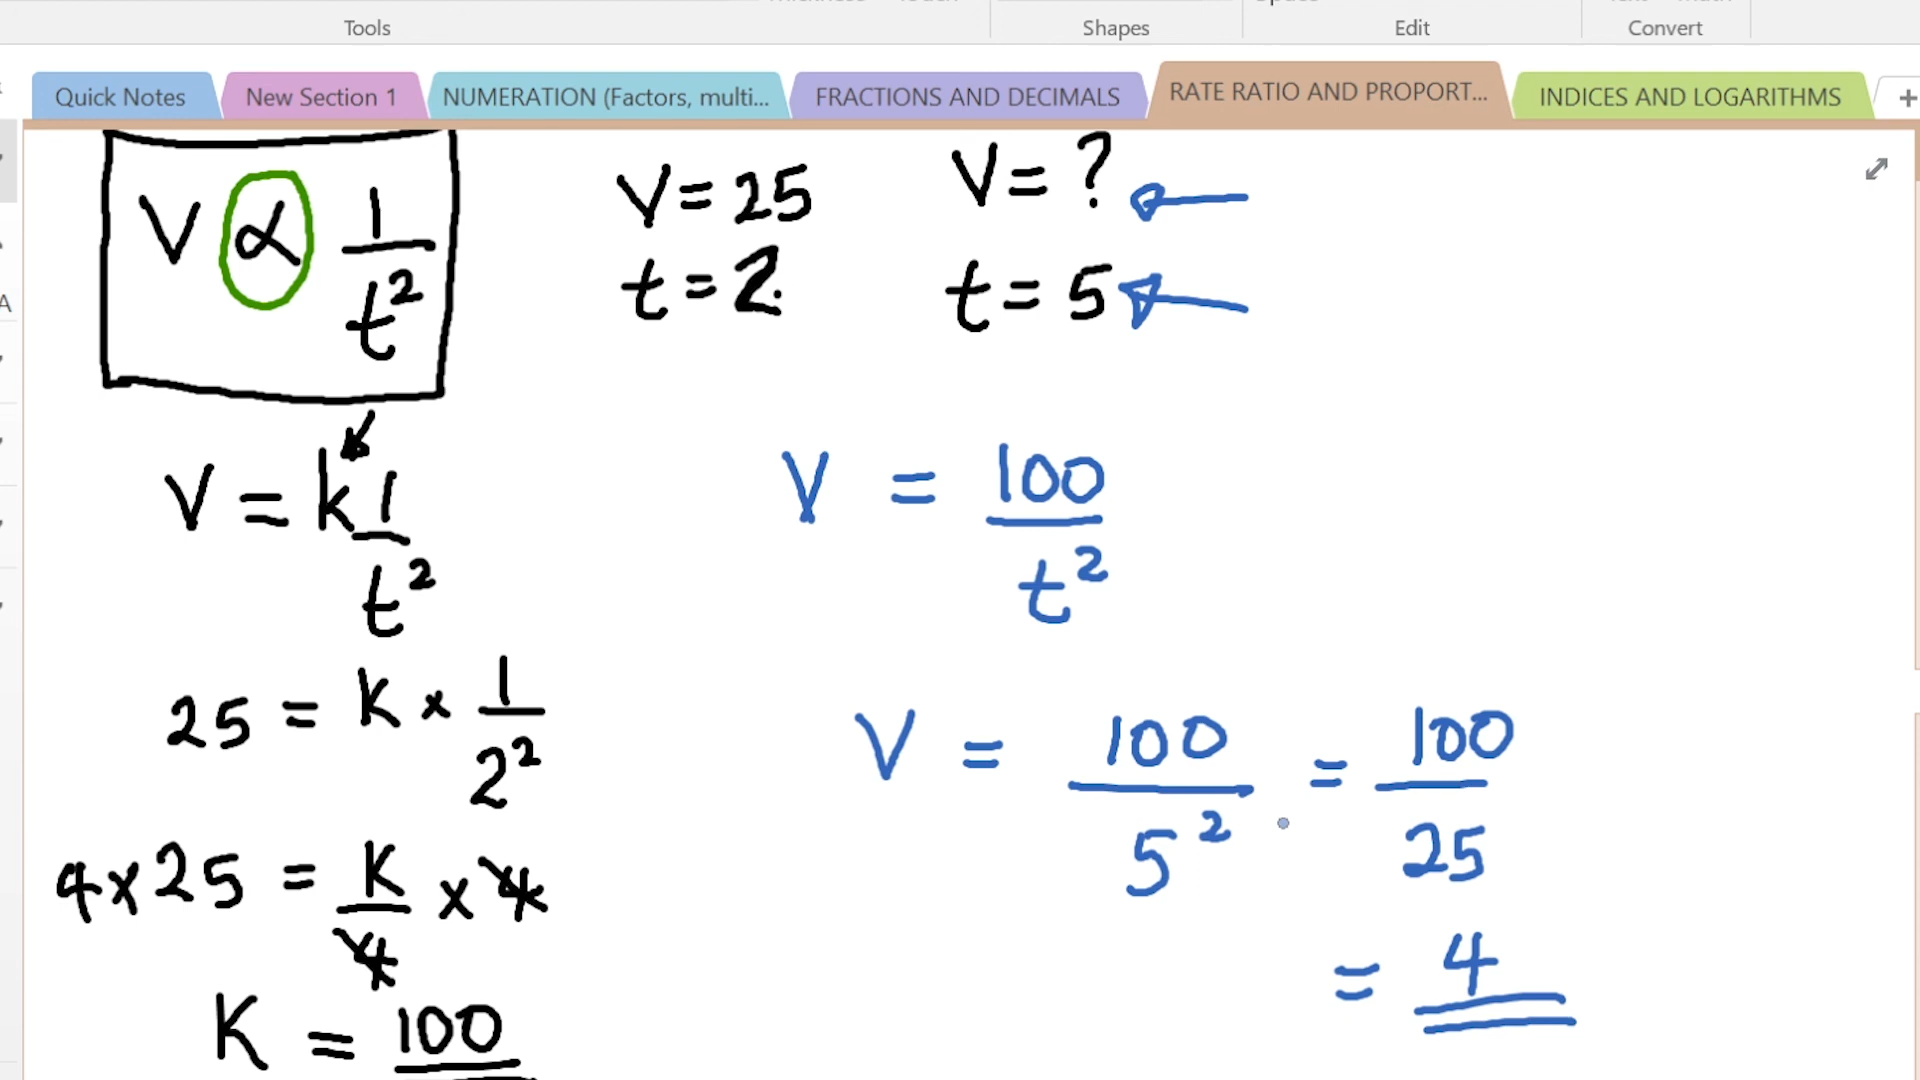 Tools Shapes Edit Convert
Quick Notes New Section 1 NUMERATION (Factors, multi... FRACTIONS AND DECIMALS RATE RATIO AND PROPORT... INDICES AND LOGARITHMS +
V ∝ 1/t²
V = 25
t = 2
V = ?
t = 5
V = k 1/t²
25 = K × 1/2²
4 × 25 = K/4 × 4
K = 100
V = 100/t²
V = 100/5² = 100/25
= 4